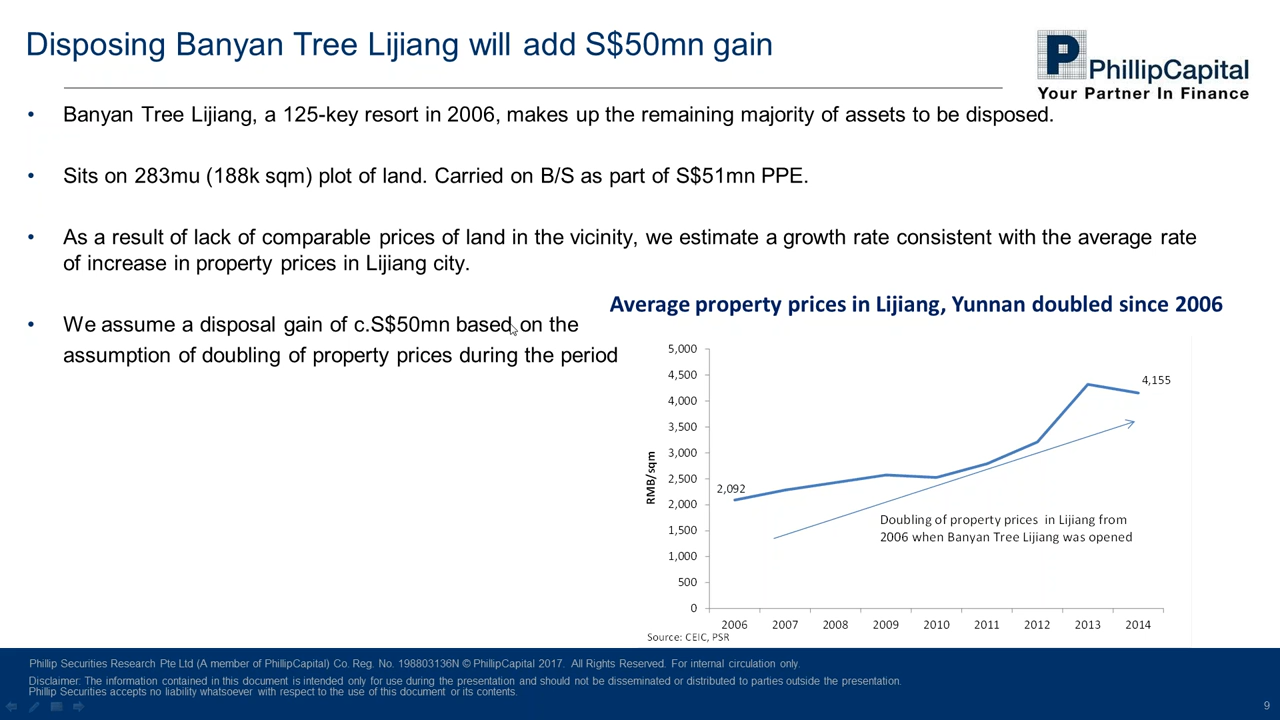 Disposing Banyan Tree Lijiang will add S$50mn gain
P
PhillipCapital
Your Partner In Finance
• Banyan Tree Lijiang, a 125-key resort in 2006, makes up the remaining majority of assets to be disposed.
• Sits on 283mu (188k sqm) plot of land. Carried on B/S as part of S$51mn PPE.
• As a result of lack of comparable prices of land in the vicinity, we estimate a growth rate consistent with the average rate
of increase in property prices in Lijiang city.
• We assume a disposal gain of c.S$50mn based on the
assumption of doubling of property prices during the period
Average property prices in Lijiang, Yunnan doubled since 2006
RMB/sqm
5,000
4,500
4,000
3,500
3,000
2,500
2,000
1,500
1,000
500
0
2,092
4,155
Doubling of property prices in Lijiang from
2006 when Banyan Tree Lijiang was opened
2006 2007 2008 2009 2010 2011 2012 2013 2014
Source: CEIC, PSR
Phillip Securities Research Pte Ltd (A member of PhillipCapital) Co. Reg. No. 198803136N © PhillipCapital 2017. All Rights Reserved. For internal circulation only.
Disclaimer: The information contained in this document is intended only for use during the presentation and should not be disseminated or distributed to parties outside the presentation.
Phillip Securities accepts no liability whatsoever with respect to the use of this document or its contents.
9